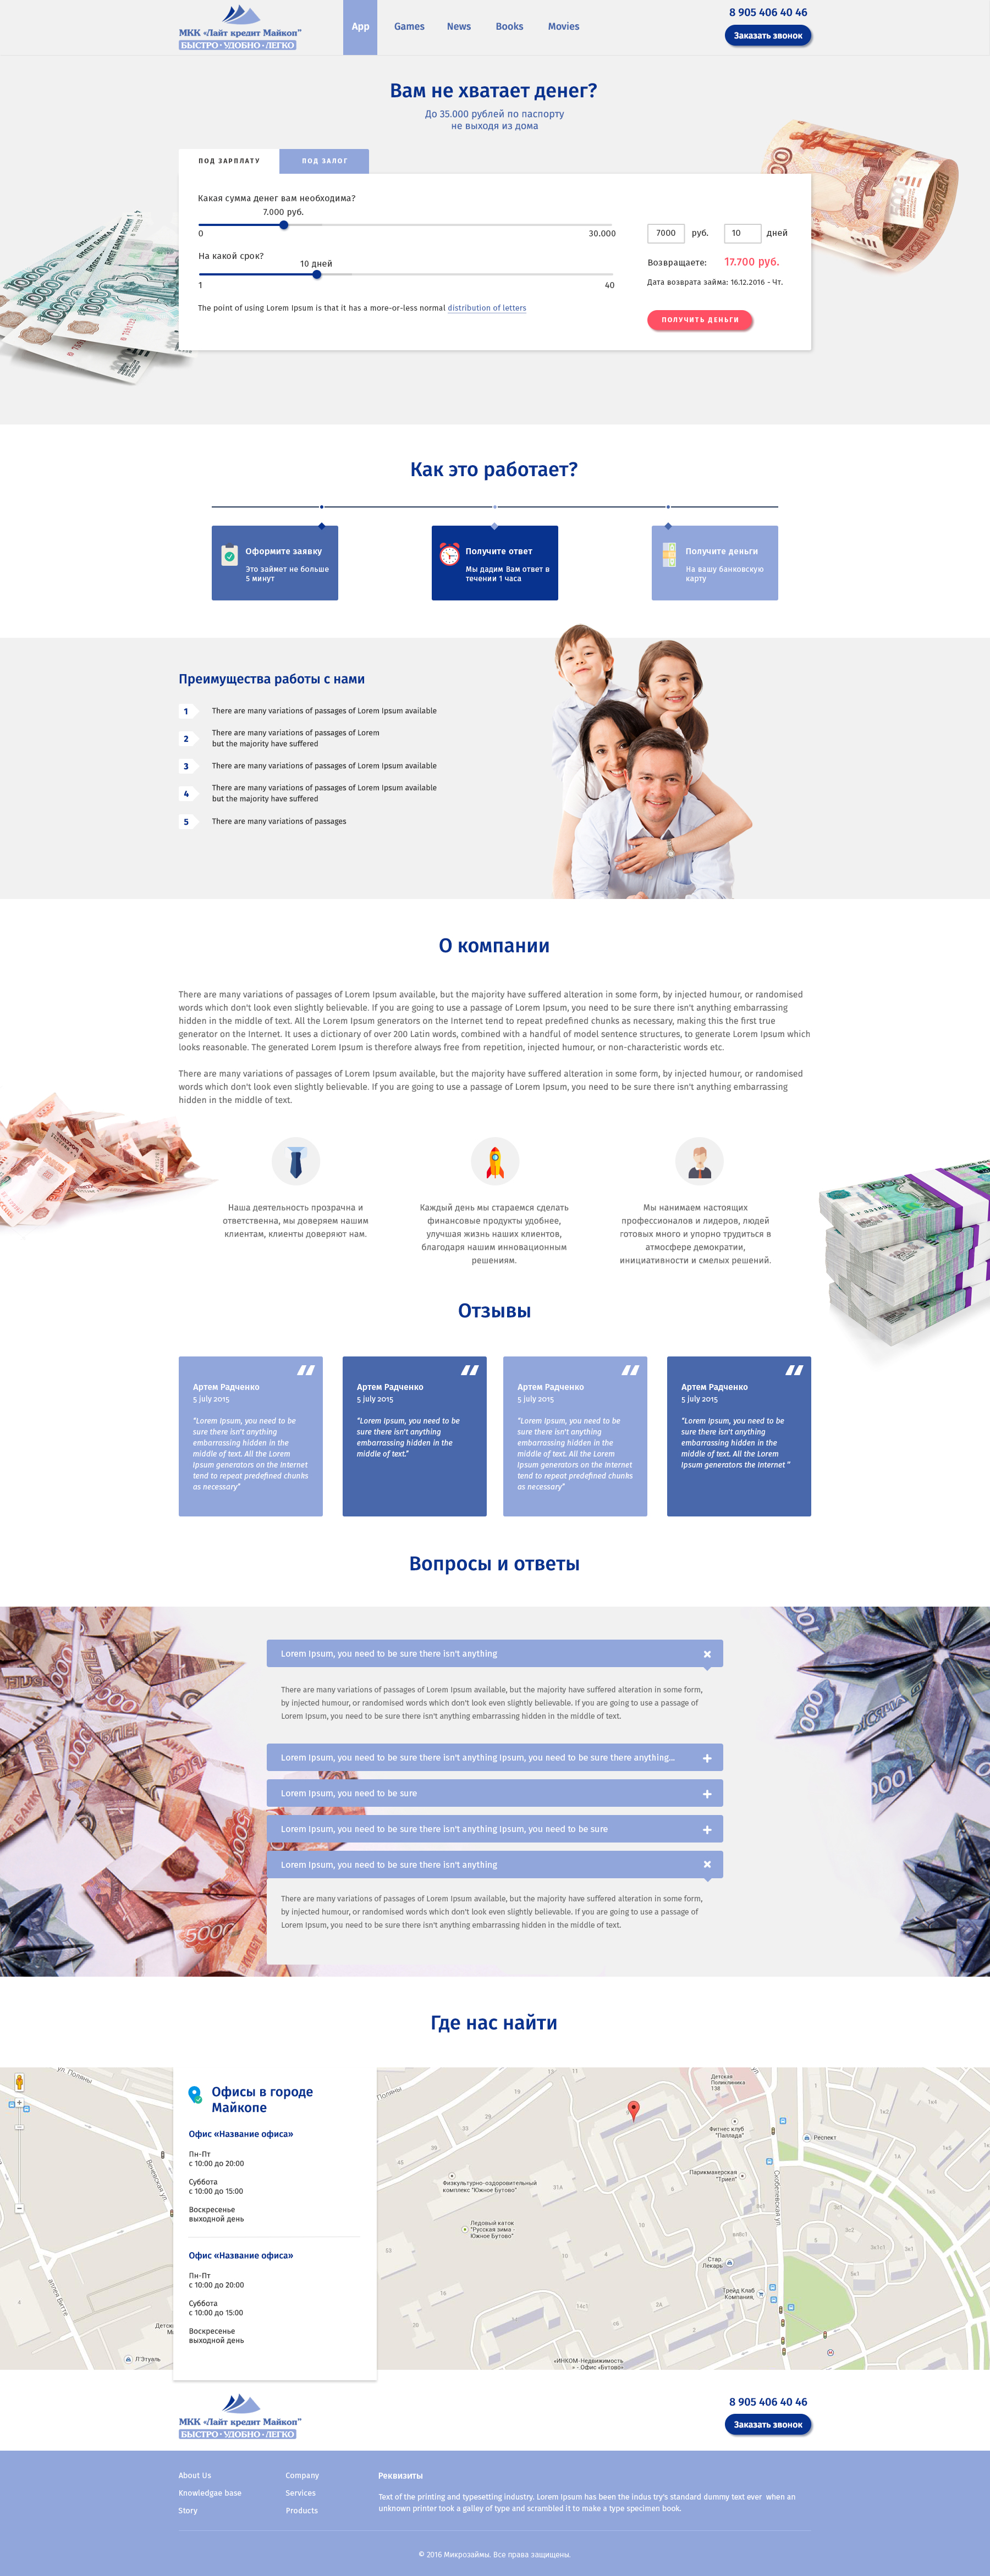 МКК «Лайт кредит Майкоп"
БЫСТРО•УДОБНО•ЛЕГКО
App
Games
News
Books
Movies
8 905 406 40 46
Заказать звонок
Вам не хватает денег?
До 35.000 рублей по паспорту
не выходя из дома
ПОД ЗАРПЛАТУ
ПОД ЗАЛОГ
Какая сумма денег вам необходима?
7.000 руб.
0
30.000
На какой срок?
10 дней
1
40
The point of using Lorem Ipsum is that it has a more-or-less normal distribution of letters
7000 руб.
10 дней
Возвращаете: 17.700 руб.
Дата возврата займа: 16.12.2016 - Чт.
ПОЛУЧИТЬ ДЕНЬГИ
Как это работает?
Оформите заявку
Это займет не больше
5 минут
Получите ответ
Мы дадим Вам ответ в
течении 1 часа
Получите деньги
На вашу банковскую
карту
Преимущества работы с нами
1 There are many variations of passages of Lorem Ipsum available
2 There are many variations of passages of Lorem
but the majority have suffered
3 There are many variations of passages of Lorem Ipsum available
4 There are many variations of passages of Lorem Ipsum available
but the majority have suffered
5 There are many variations of passages
О компании
There are many variations of passages of Lorem Ipsum available, but the majority have suffered alteration in some form, by injected humour, or randomised
words which don't look even slightly believable. If you are going to use a passage of Lorem Ipsum, you need to be sure there isn't anything embarrassing
hidden in the middle of text. All the Lorem Ipsum generators on the Internet tend to repeat predefined chunks as necessary, making this the first true
generator on the Internet. It uses a dictionary of over 200 Latin words, combined with a handful of model sentence structures, to generate Lorem Ipsum which
looks reasonable. The generated Lorem Ipsum is therefore always free from repetition, injected humour, or non-characteristic words etc.
There are many variations of passages of Lorem Ipsum available, but the majority have suffered alteration in some form, by injected humour, or randomised
words which don't look even slightly believable. If you are going to use a passage of Lorem Ipsum, you need to be sure there isn't anything embarrassing
hidden in the middle of text.
Наша деятельность прозрачна и
ответственна, мы доверяем нашим
клиентам, клиенты доверяют нам.
Каждый день мы стараемся сделать
финансовые продукты удобнее,
улучшая жизнь наших клиентов,
благодаря нашим инновационным
решениям.
Мы нанимаем настоящих
профессионалов и лидеров, людей
готовых много и упорно трудиться в
атмосфере демократии,
инициативности и смелых решений.
Отзывы
Артем Радченко
5 july 2015
"Lorem Ipsum, you need to be
sure there isn't anything
embarrassing hidden in the
middle of text. All the Lorem
Ipsum generators on the Internet
tend to repeat predefined chunks
as necessary"
Артем Радченко
5 july 2015
"Lorem Ipsum, you need to be
sure there isn't anything
embarrassing hidden in the
middle of text."
Артем Радченко
5 july 2015
"Lorem Ipsum, you need to be
sure there isn't anything
embarrassing hidden in the
middle of text. All the Lorem
Ipsum generators on the Internet
tend to repeat predefined chunks
as necessary"
Артем Радченко
5 july 2015
"Lorem Ipsum, you need to be
sure there isn't anything
embarrassing hidden in the
middle of text. All the Lorem
Ipsum generators the Internet "
Вопросы и ответы
Lorem Ipsum, you need to be sure there isn't anything
There are many variations of passages of Lorem Ipsum available, but the majority have suffered alteration in some form,
by injected humour, or randomised words which don't look even slightly believable. If you are going to use a passage of
Lorem Ipsum, you need to be sure there isn't anything embarrassing hidden in the middle of text.
Lorem Ipsum, you need to be sure there isn't anything Ipsum, you need to be sure there anything...
Lorem Ipsum, you need to be sure
Lorem Ipsum, you need to be sure there isn't anything Ipsum, you need to be sure
Lorem Ipsum, you need to be sure there isn't anything
There are many variations of passages of Lorem Ipsum available, but the majority have suffered alteration in some form,
by injected humour, or randomised words which don't look even slightly believable. If you are going to use a passage of
Lorem Ipsum, you need to be sure there isn't anything embarrassing hidden in the middle of text.
Где нас найти
Офисы в городе
Майкопе
Офис «Название офиса»
Пн-Пт
с 10:00 до 20:00
Суббота
с 10:00 до 15:00
Воскресенье
выходной день
Офис «Название офиса»
Пн-Пт
с 10:00 до 20:00
Суббота
с 10:00 до 15:00
Воскресенье
выходной день
Детская
Поликлиника
138
Фитнес клуб
"Паллада"
Респект
Парикмахерская
"Триел"
Физкультурно-оздоровительный
комплекс "Южное Бутово"
Ледовый каток
"Русская зима -
Южное Бутово"
Скобелевская ул.
Стар
Лекарь
Трейд Клаб
Компания,
«ИНКОМ-Недвижимость
» - Офис «Бутово»
Л'Этуаль
аллея Витте
Веневская ул.
ул. Поляны
МКК «Лайт кредит Майкоп"
БЫСТРО•УДОБНО•ЛЕГКО
8 905 406 40 46
Заказать звонок
About Us
Knowledgae base
Story
Company
Services
Products
Реквизиты
Text of the printing and typesetting industry. Lorem Ipsum has been the indus try's standard dummy text ever when an
unknown printer took a galley of type and scrambled it to make a type specimen book.
© 2016 Микрозаймы. Все права защищены.